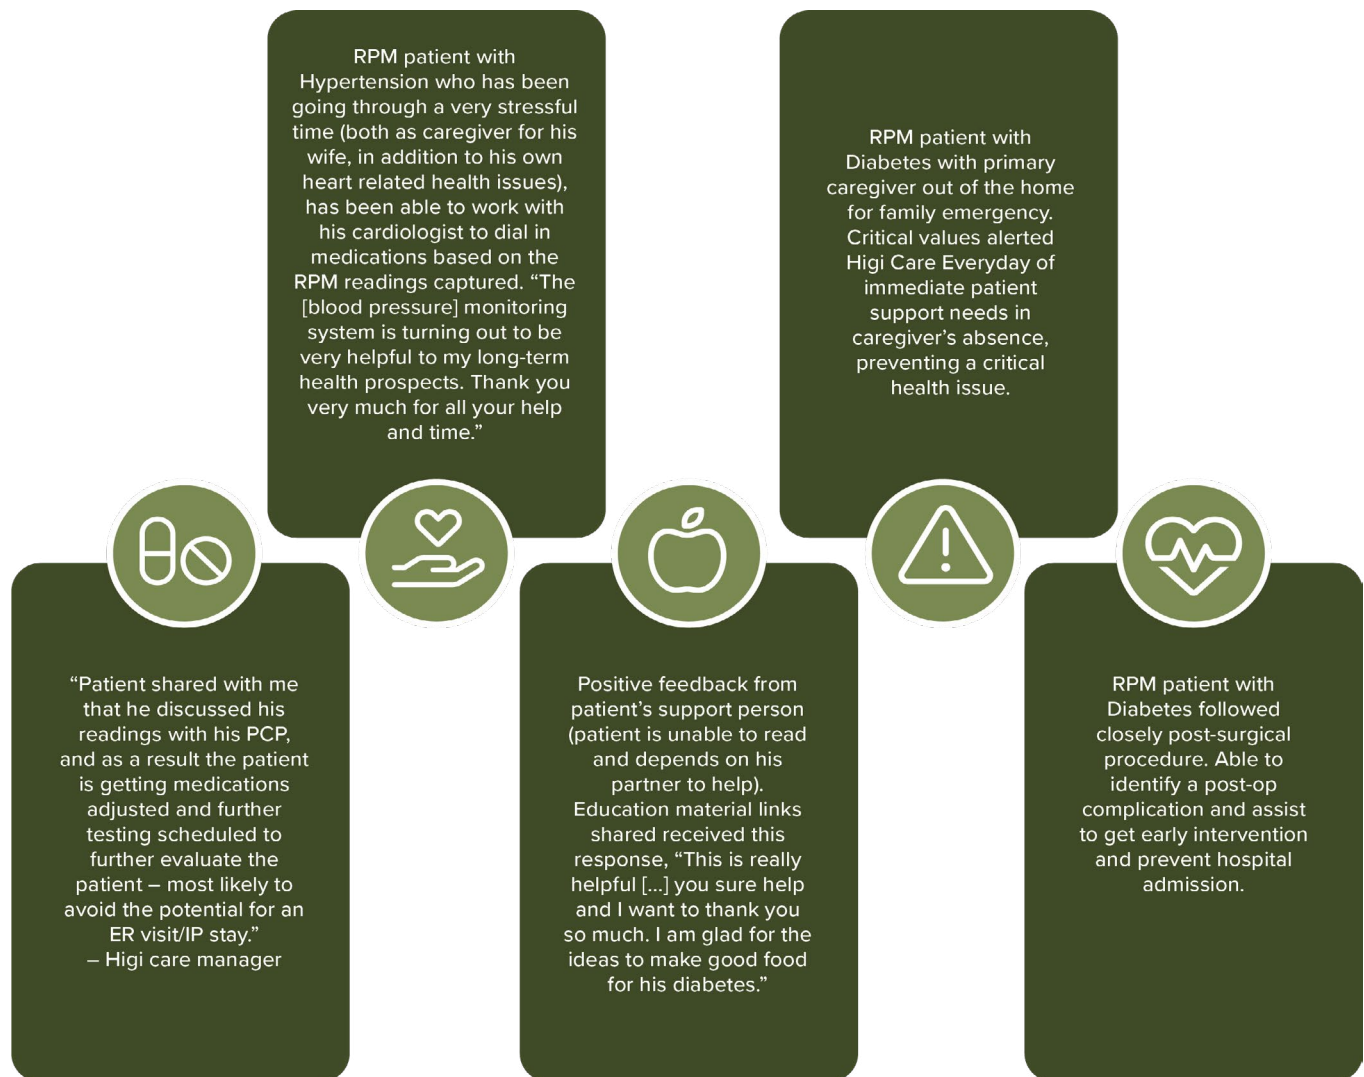 RPM patient with
Hypertension who has been
going through a very stressful
time (both as caregiver for his
wife, in addition to his own
heart related health issues),
has been able to work with
his cardiologist to dial in
medications based on the
RPM readings captured. “The
[blood pressure] monitoring
system is turning out to be
very helpful to my long-term
health prospects. Thank you
very much for all your help
and time.”
RPM patient with
Diabetes with primary
caregiver out of the home
for family emergency.
Critical values alerted
Higi Care Everyday of
immediate patient
support needs in
caregiver’s absence,
preventing a critical
health issue.
“Patient shared with me
that he discussed his
readings with his PCP,
and as a result the patient
is getting medications
adjusted and further
testing scheduled to
further evaluate the
patient – most likely to
avoid the potential for an
ER visit/IP stay.”
– Higi care manager
Positive feedback from
patient’s support person
(patient is unable to read
and depends on his
partner to help).
Education material links
shared received this
response, “This is really
helpful [...] you sure help
and I want to thank you
so much. I am glad for the
ideas to make good food
for his diabetes.”
RPM patient with
Diabetes followed
closely post-surgical
procedure. Able to
identify a post-op
complication and assist
to get early intervention
and prevent hospital
admission.